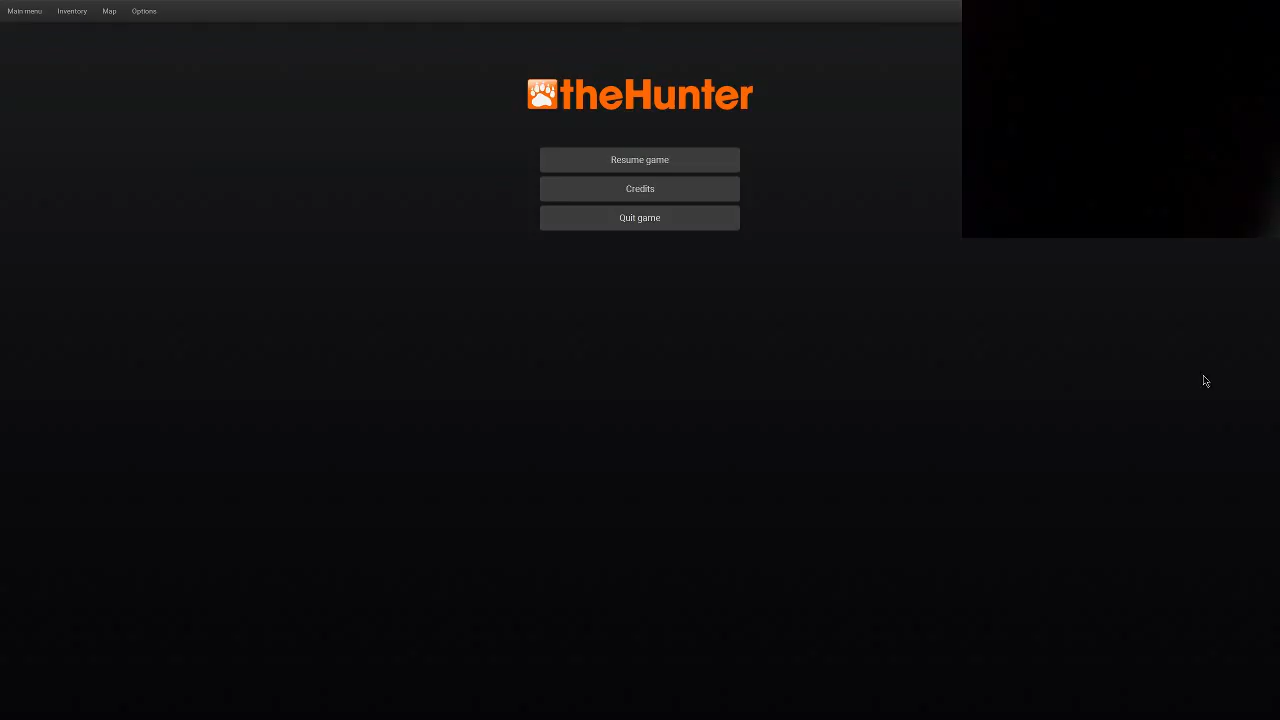 Main menu Inventory Map Options
theHunter
Resume game
Credits
Quit game